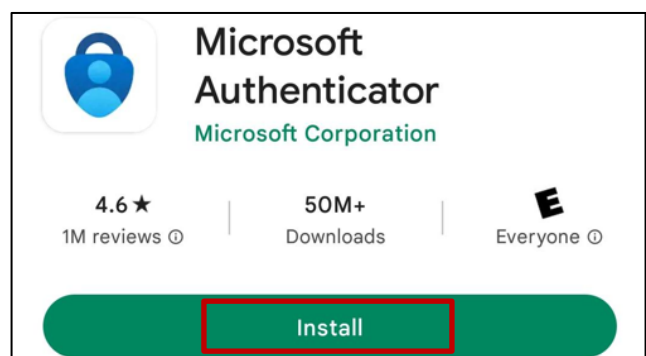 Microsoft
Authenticator
Microsoft Corporation
4.6★
1M reviews ⓘ
50M+
Downloads
E
Everyone ⓘ
Install